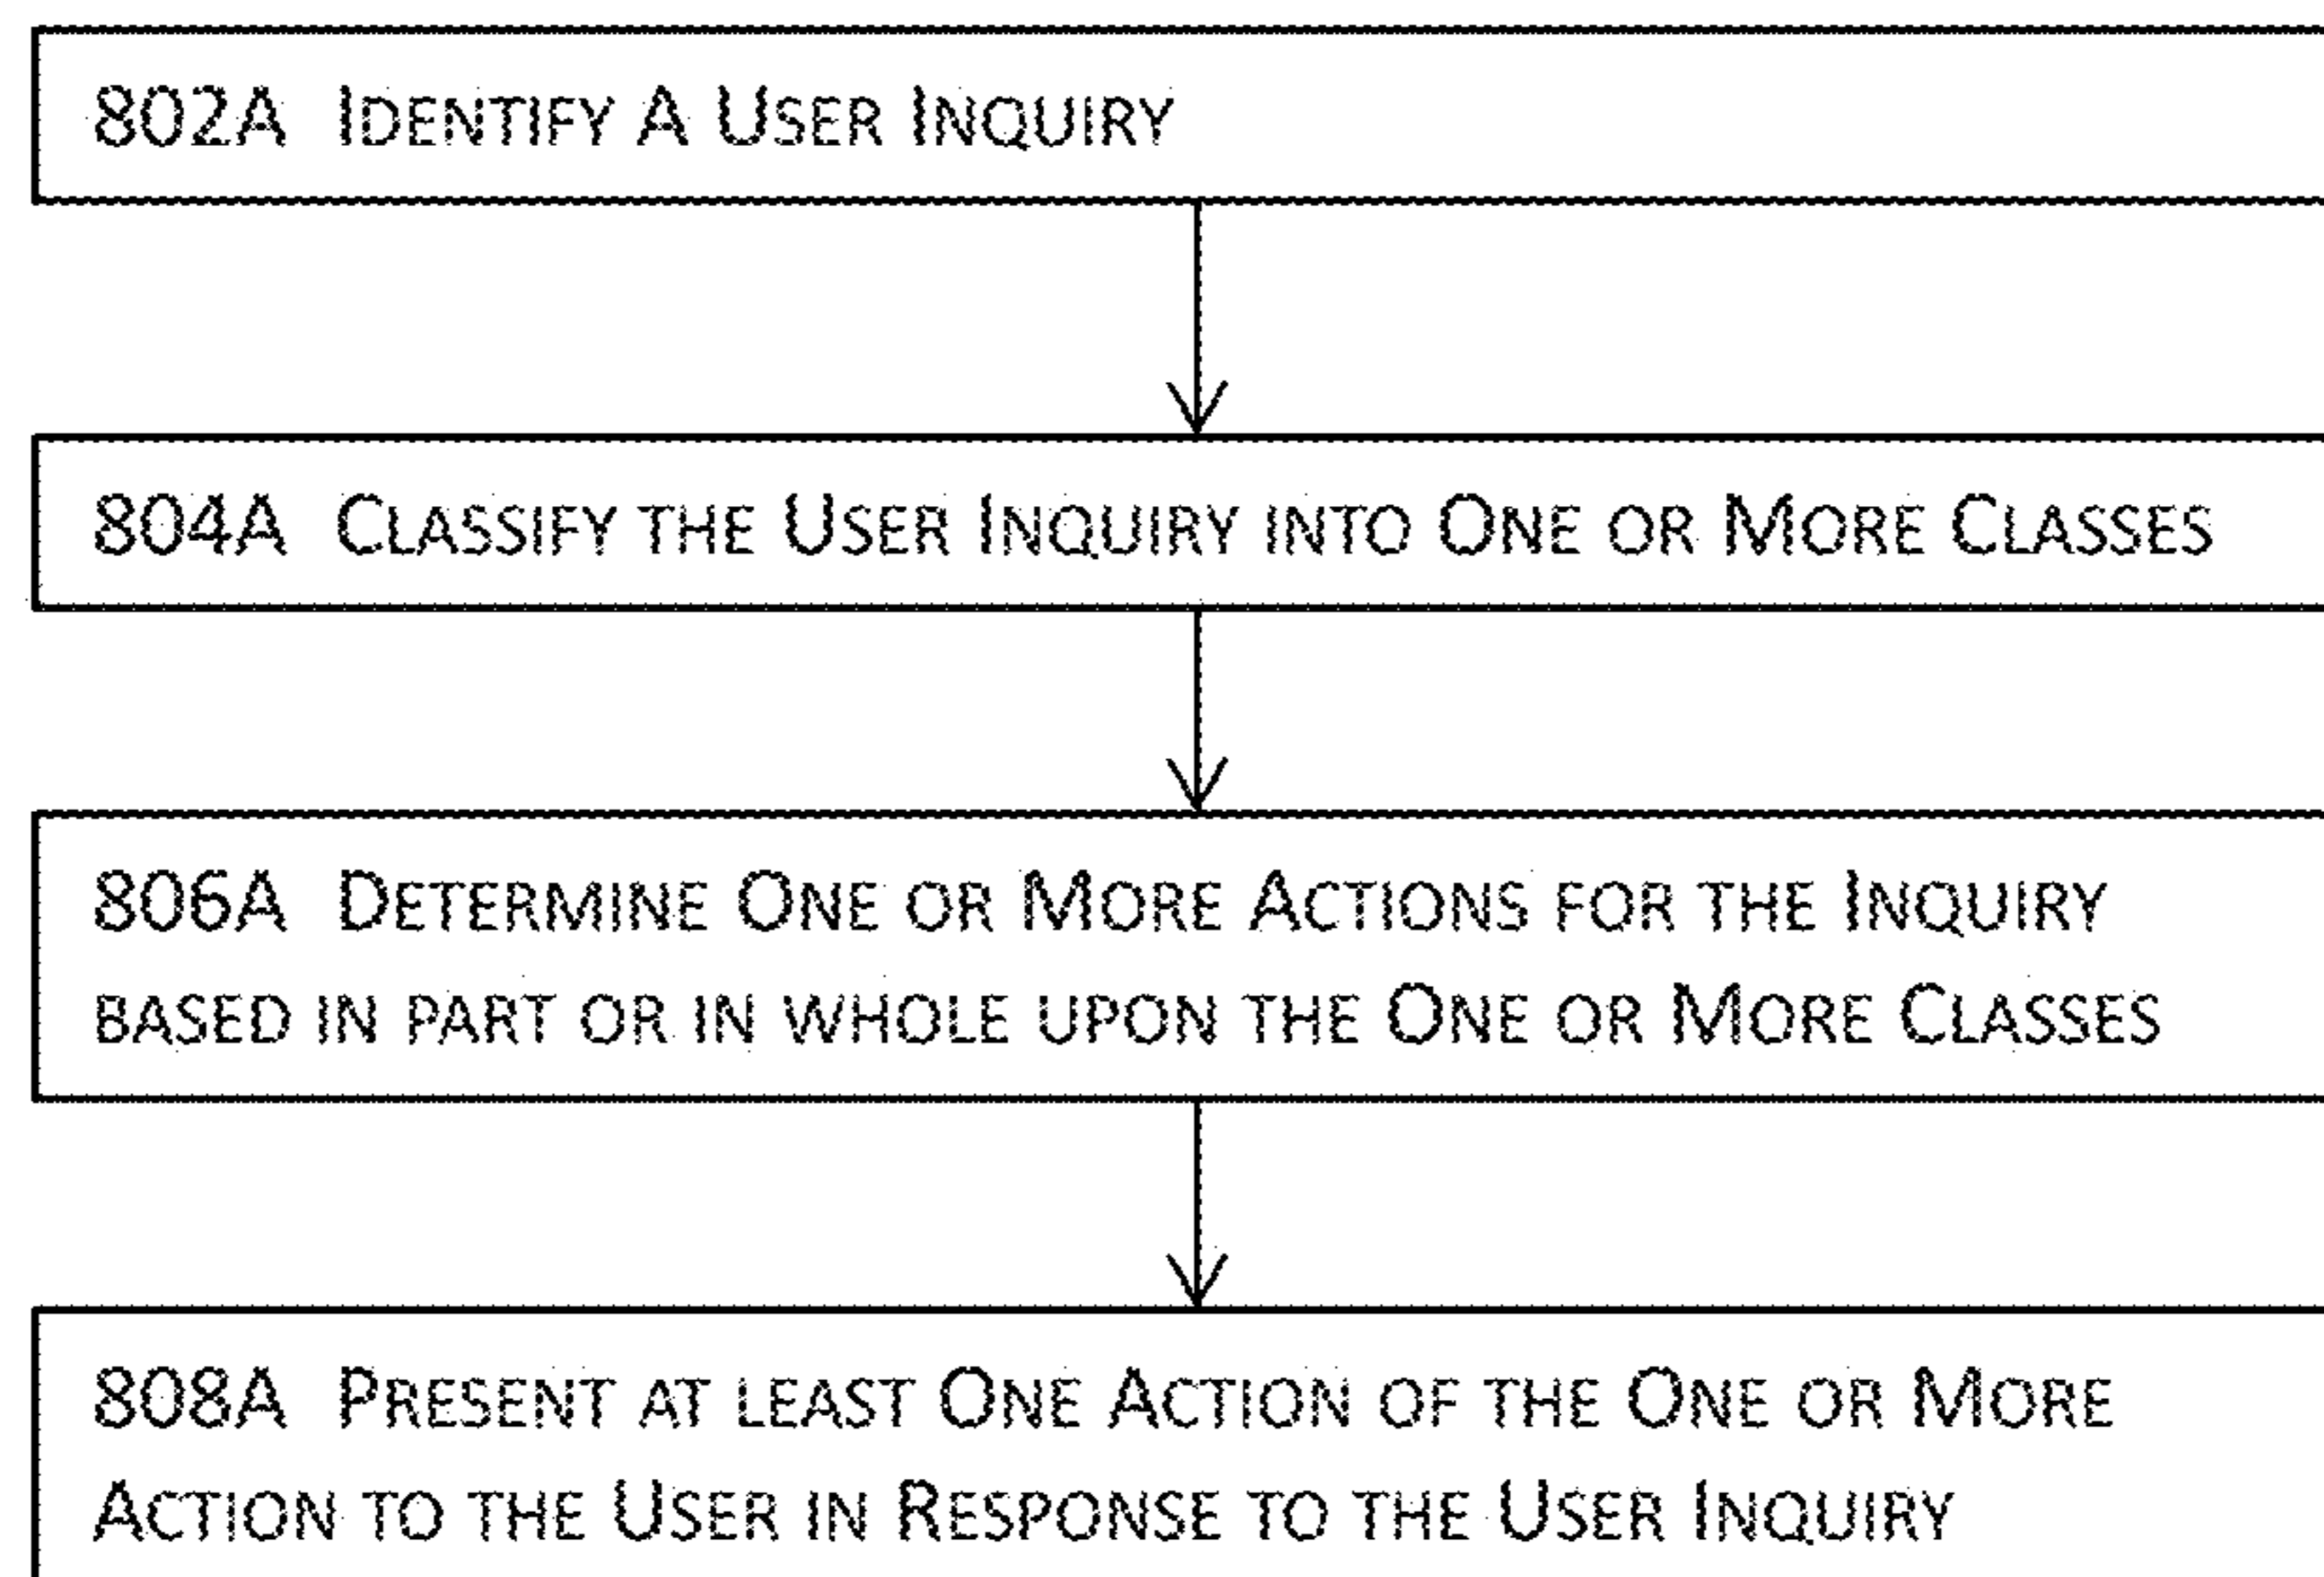 802A Identify A User Inquiry
804A Classify the User Inquiry into One or More Classes
806A Determine One or More Actions for the Inquiry
based in part or in whole upon the One or More Classes
808A Present at least One Action of the One or More
Action to the User in Response to the User Inquiry